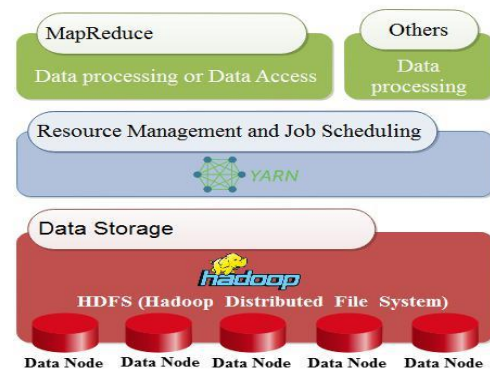 MapReduce
Data processing or Data Access
Others
Data
processing
Resource Management and Job Scheduling
YARN
Data Storage
hadoop
HDFS (Hadoop Distributed File System)
Data Node Data Node Data Node Data Node Data Node